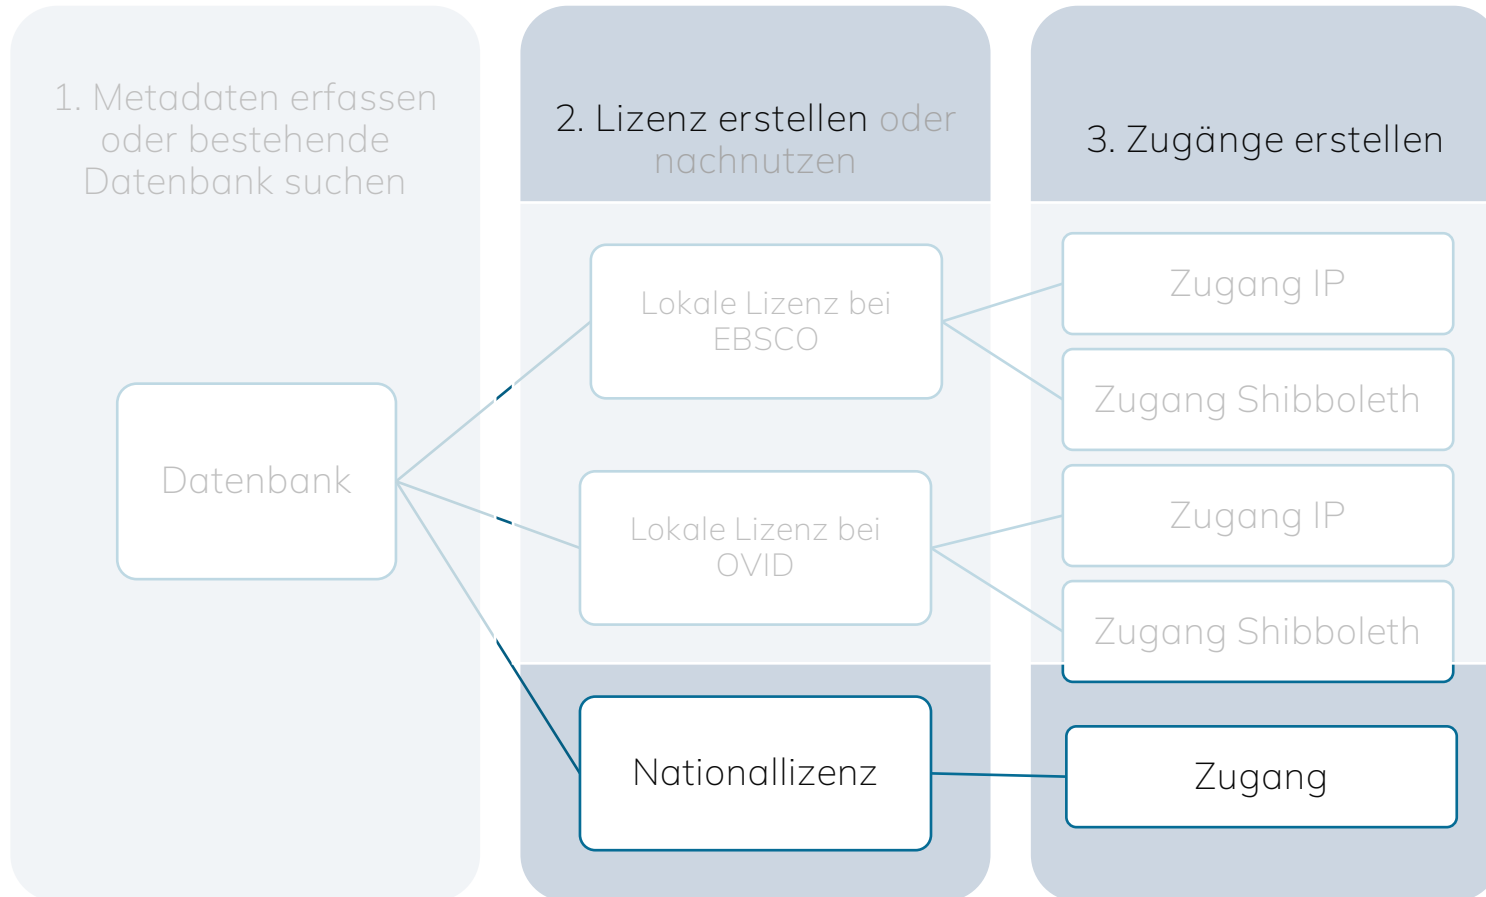 1. Metadaten erfassen
oder bestehende
Datenbank suchen
2. Lizenz erstellen oder
nachnutzen
3. Zugänge erstellen
Datenbank
Lokale Lizenz bei
EBSCO
Lokale Lizenz bei
OVID
Nationallizenz
Zugang IP
Zugang Shibboleth
Zugang IP
Zugang Shibboleth
Zugang